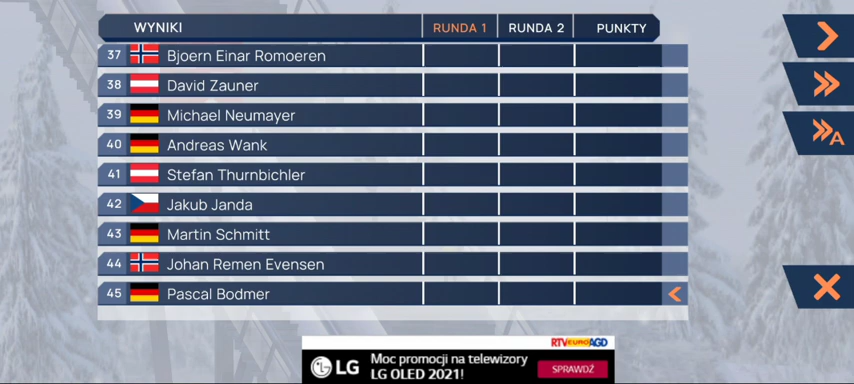 WYNIKI RUNDA 1 RUNDA 2 PUNKTY
37 Bjoern Einar Romoeren
38 David Zauner
39 Michael Neumayer
40 Andreas Wank
41 Stefan Thurnbichler
42 Jakub Janda
43 Martin Schmitt
44 Johan Remen Evensen
45 Pascal Bodmer
A
RTV EURO AGD
LG
Moc promocji na telewizory
LG OLED 2021!
SPRAWDŹ